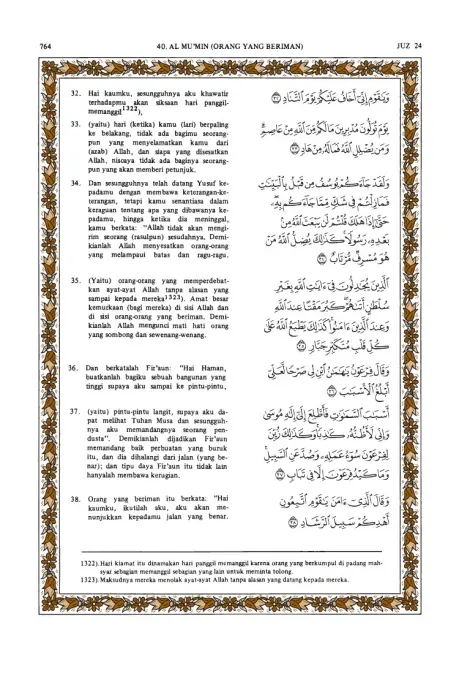 764
40. AL MU'MIN (ORANG YANG BERIMAN)
JUZ 24
32. Hai kaumku, sesungguhnya aku khawatir
terhadapmu akan siksaan hari panggil-
memanggil1322),
33. (yaitu) hari (ketika) kamu (lari) berpaling
ke belakang, tidak ada bagimu seorang-
pun yang menyelamatkan kamu dari
(azab) Allah, dan siapa yang disesatkan
Allah, niscaya tidak ada baginya seorang-
pun yang akan memberi petunjuk.
34. Dan sesungguhnya telah datang Yusuf ke-
padamu dengan membawa keterangan-ke-
terangan, tetapi kamu senantiasa dalam
keraguan tentang apa yang dibawanya ke-
padamu, hingga ketika dia meninggal,
kamu berkata: "Allah tidak akan mengi-
rim seorang (rasulpun) sesudahnya. Demi-
kianlah Allah menyesatkan orang-orang
yang melampaui batas dan ragu-ragu.
35. (Yaitu) orang-orang yang memperdebat-
kan ayat-ayat Allah tanpa alasan yang
sampai kepada mereka1323). Amat besar
kemurkaan (bagi mereka) di sisi Allah dan
di sisi orang-orang yang beriman. Demi-
kianlah Allah mengunci mati hati orang
yang sombong dan sewenang-wenang.
36. Dan berkatalah Fir'aun: "Hai Haman,
buatkanlah bagiku sebuah bangunan yang
tinggi supaya aku sampai ke pintu-pintu,
37. (yaitu) pintu-pintu langit, supaya aku da-
pat melihat Tuhan Musa dan sesungguh-
nya aku memandangnya seorang pen-
dusta". Demikianlah dijadikan Fir'aun
memandang baik perbuatan yang buruk
itu, dan dia dihalangi dari jalan (yang be-
nar); dan tipu daya Fir'aun itu tidak lain
hanyalah membawa kerugian.
38. Orang yang beriman itu berkata: "Hai
kaumku, ikutilah aku, aku akan me-
nunjukkan kepadamu jalan yang benar.
وَيَٰقَوْمِ إِنِّىٓ أَخَافُ عَلَيْكُمْ يَوْمَ ٱلتَّنَادِ ٣٢
يَوْمَ تُوَلُّونَ مُدْبِرِينَ مَالَكُمْ مِّنَ ٱللَّهِ مِنْ عَاصِمٍ
وَمَن يُضْلِلِ ٱللَّهُ فَمَالَهُۥ مِنْ هَادٍ ٣٣
وَلَقَدْ جَآءَكُمْ يُوسُفُ مِن قَبْلُ بِٱلْبَيِّنَٰتِ
فَمَازِلْتُمْ فِى شَكٍّ مِّمَّا جَآءَكُم بِهِۦ
حَتَّىٰٓ إِذَا هَلَكَ قُلْتُمْ لَن يَبْعَثَ ٱللَّهُ مِنۢ
بَعْدِهِۦ رَسُولًا كَذَٰلِكَ يُضِلُّ ٱللَّهُ مَنْ
هُوَ مُسْرِفٌ مُّرْتَابٌ ٣٤
ٱلَّذِينَ يُجَٰدِلُونَ فِىٓ ءَايَٰتِ ٱللَّهِ بِغَيْرِ
سُلْطَٰنٍ أَتَىٰهُمْ كَبُرَ مَقْتًا عِندَ ٱللَّهِ
وَعِندَ ٱلَّذِينَ ءَامَنُوا۟ كَذَٰلِكَ يَطْبَعُ ٱللَّهُ عَلَىٰ
كُلِّ قَلْبِ مُتَكَبِّرٍ جَبَّارٍ ٣٥
وَقَالَ فِرْعَوْنُ يَٰهَٰمَٰنُ ٱبْنِ لِى صَرْحًا لَّعَلِّىٓ
أَبْلُغُ ٱلْأَسْبَٰبَ ٣٦
أَسْبَٰبَ ٱلسَّمَٰوَٰتِ فَأَطَّلِعَ إِلَىٰٓ إِلَٰهِ مُوسَىٰ
وَإِنِّى لَأَظُنُّهُۥ كَٰذِبًا وَكَذَٰلِكَ زُيِّنَ
لِفِرْعَوْنَ سُوٓءُ عَمَلِهِۦ وَصُدَّ عَنِ ٱلسَّبِيلِ
وَمَا كَيْدُ فِرْعَوْنَ إِلَّا فِى تَبَابٍ ٣٧
وَقَالَ ٱلَّذِىٓ ءَامَنَ يَٰقَوْمِ ٱتَّبِعُونِ
أَهْدِكُمْ سَبِيلَ ٱلرَّشَادِ ٣٨
1322). Hari kiamat itu dinamakan hari panggil memanggil karena orang yang berkumpul di padang mah-
syar sebagian memanggil sebagian yang lain untuk meminta tolong.
1323). Maksudnya mereka menolak ayat-ayat Allah tanpa alasan yang datang kepada mereka.